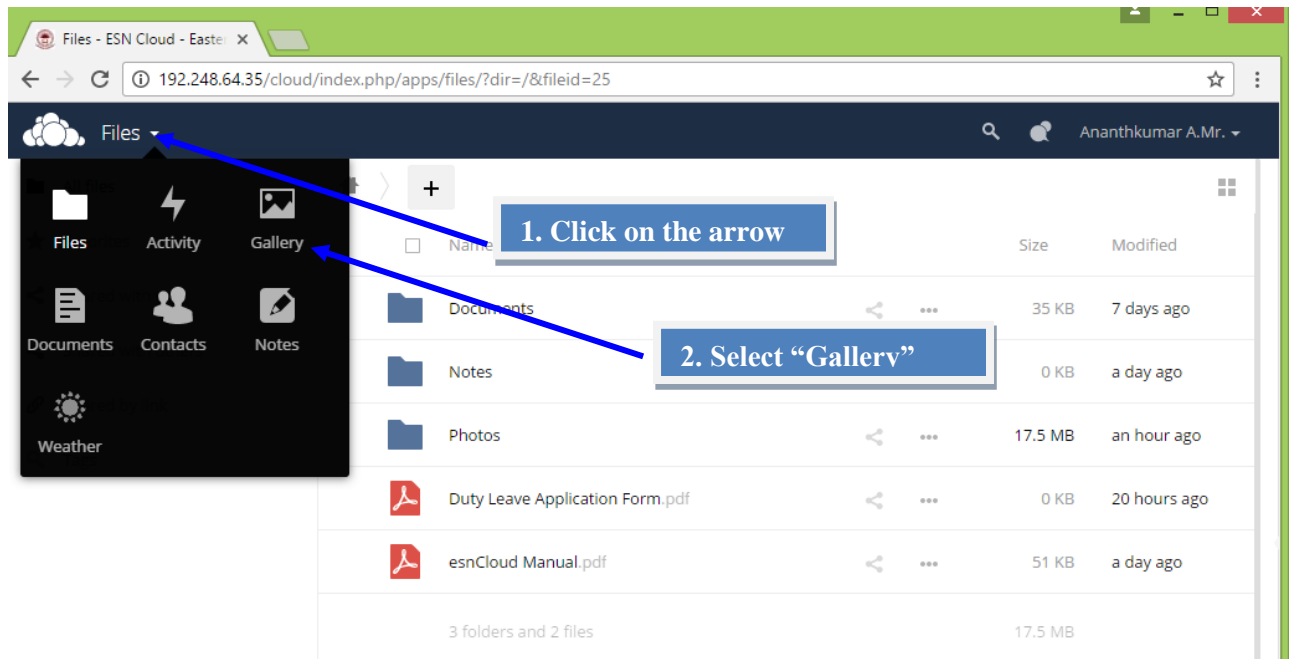 Files - ESN Cloud - Easter
192.248.64.35/cloud/index.php/apps/files/?dir=/&fileid=25
Files
Ananthkumar A.Mr.
Files Activity Gallery
Documents Contacts Notes
Weather
+
1. Click on the arrow
2. Select “Gallery”
Name Size Modified
Documents 35 KB 7 days ago
Notes 0 KB a day ago
Photos 17.5 MB an hour ago
Duty Leave Application Form.pdf 0 KB 20 hours ago
esnCloud Manual.pdf 51 KB a day ago
3 folders and 2 files 17.5 MB